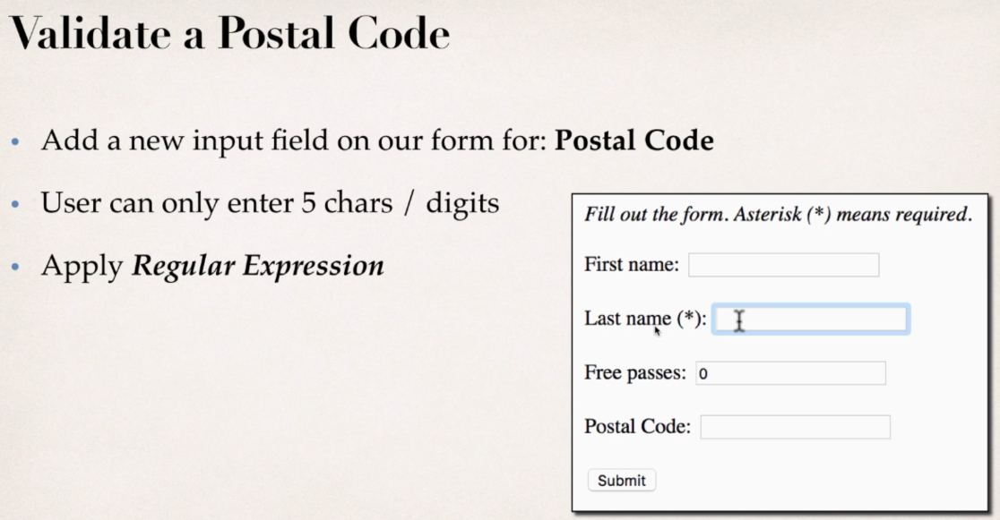 Validate a Postal Code
• Add a new input field on our form for: Postal Code
• User can only enter 5 chars / digits
• Apply Regular Expression
Fill out the form. Asterisk (*) means required.
First name:
Last name (*):
Free passes: 0
Postal Code:
Submit